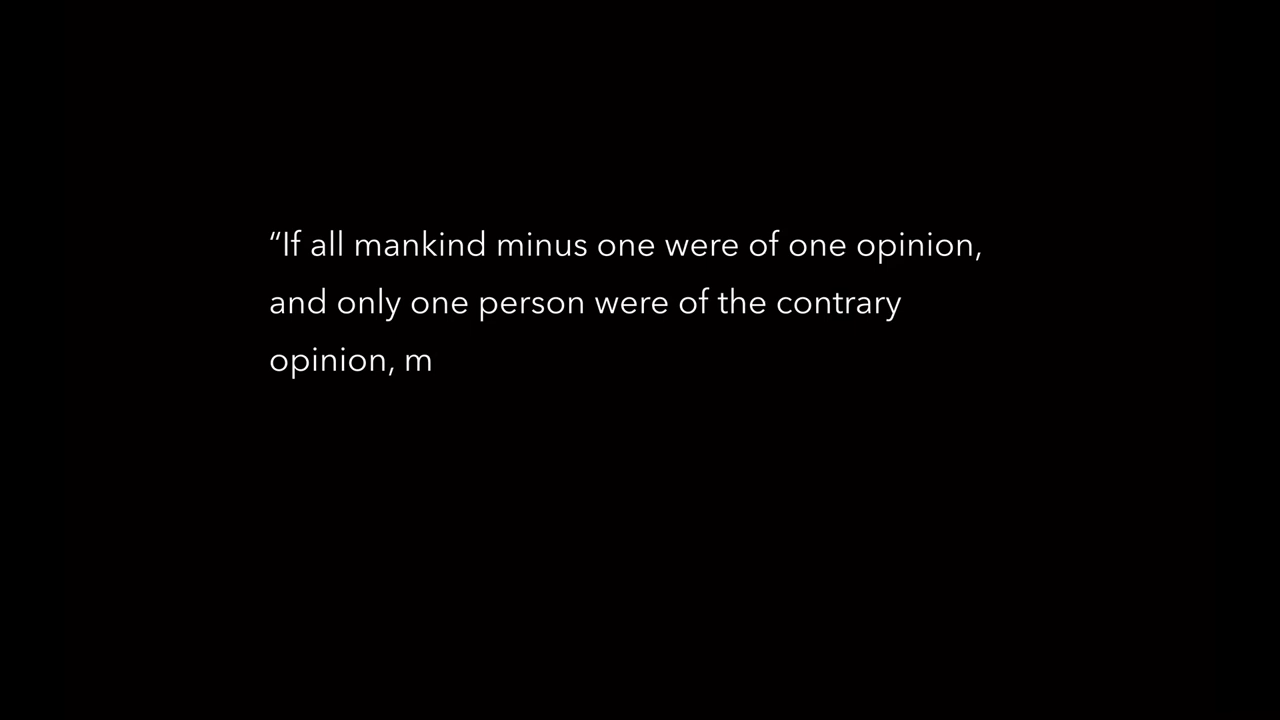 “If all mankind minus one were of one opinion,
and only one person were of the contrary
opinion, m